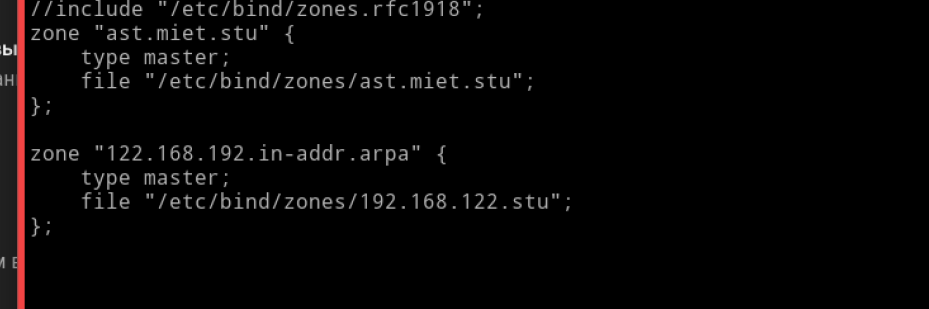 //include "/etc/bind/zones.rfc1918";
zone "ast.miet.stu" {
    type master;
    file "/etc/bind/zones/ast.miet.stu";
};

zone "122.168.192.in-addr.arpa" {
    type master;
    file "/etc/bind/zones/192.168.122.stu";
};